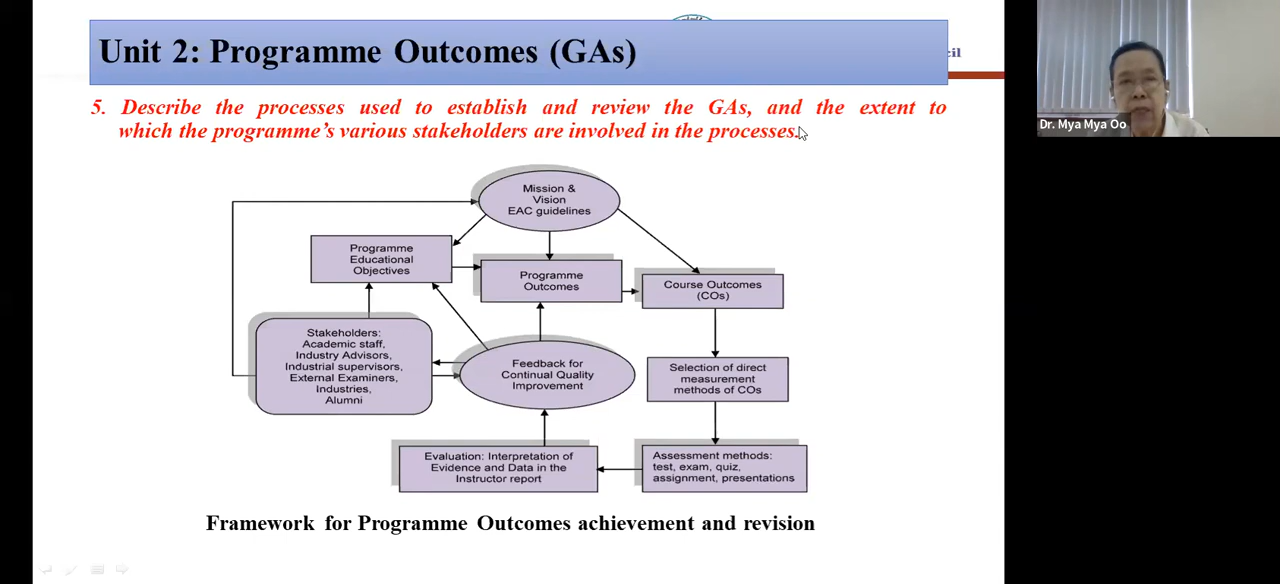 Unit 2: Programme Outcomes (GAs)
cil
5. Describe the processes used to establish and review the GAs, and the extent to
which the programme's various stakeholders are involved in the processes.
Dr. Mya Mya Oo
Mission &
Vision
EAC guidelines
Programme
Educational
Objectives
Programme
Outcomes
Course Outcomes
(COs)
Stakeholders:
Academic staff,
Industry Advisors,
Industrial supervisors,
External Examiners,
Industries,
Alumni
Feedback for
Continual Quality
Improvement
Selection of direct
measurement
methods of COs
Evaluation: Interpretation of
Evidence and Data in the
Instructor report
Assessment methods:
test, exam, quiz,
assignment, presentations
Framework for Programme Outcomes achievement and revision